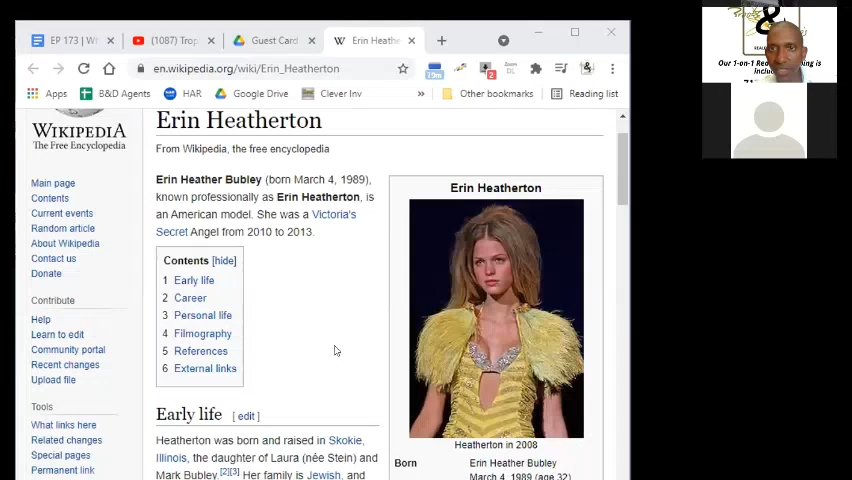 EP 173 | W
(1087) Trop
Guest Card
Erin Heathe
en.wikipedia.org/wiki/Erin_Heatherton
19m
2
Zoom
DL
Apps
B&D Agents
HAR
Google Drive
Clever Inv
»
Other bookmarks
Reading list
WIKIPEDIA
The Free Encyclopedia
Main page
Contents
Current events
Random article
About Wikipedia
Contact us
Donate
Contribute
Help
Learn to edit
Community portal
Recent changes
Upload file
Tools
What links here
Related changes
Special pages
Permanent link
Erin Heatherton
From Wikipedia, the free encyclopedia
Erin Heather Bubley (born March 4, 1989),
known professionally as Erin Heatherton, is
an American model. She was a Victoria's
Secret Angel from 2010 to 2013.
Contents [hide]
1 Early life
2 Career
3 Personal life
4 Filmography
5 References
6 External links
Early life [ edit ]
Heatherton was born and raised in Skokie,
Illinois, the daughter of Laura (née Stein) and
Mark Bubley.[2][3] Her family is Jewish, and
Erin Heatherton
Heatherton in 2008
Born Erin Heather Bubley
March 4, 1989 (age 32)
&
Our 1-on-1